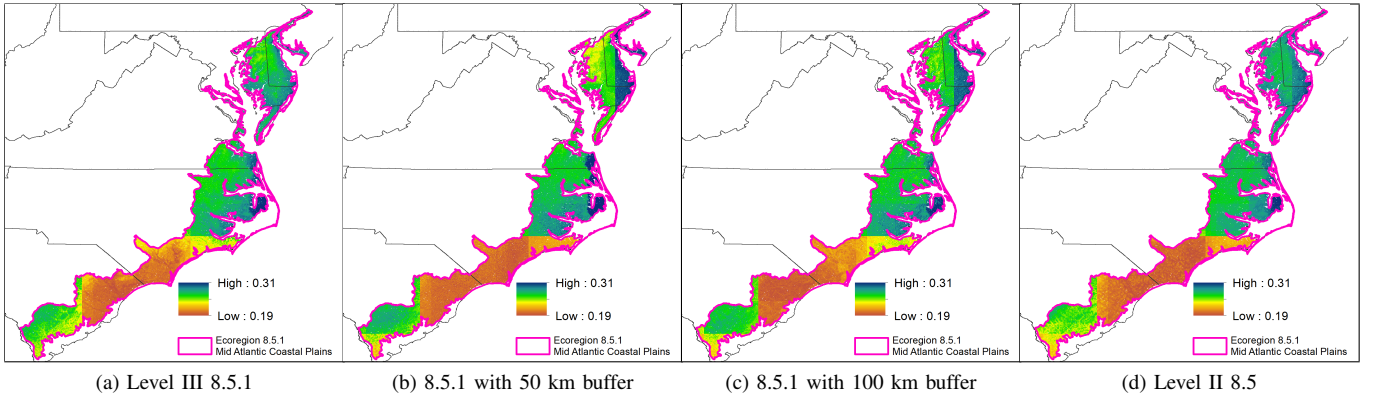 High : 0.31
Low : 0.19
Ecoregion 8.5.1
Mid Atlantic Coastal Plains
High : 0.31
Low : 0.19
Ecoregion 8.5.1
Mid Atlantic Coastal Plains
High : 0.31
Low : 0.19
Ecoregion 8.5.1
Mid Atlantic Coastal Plains
High : 0.31
Low : 0.19
Ecoregion 8.5.1
Mid Atlantic Coastal Plains
(a) Level III 8.5.1
(b) 8.5.1 with 50 km buffer
(c) 8.5.1 with 100 km buffer
(d) Level II 8.5